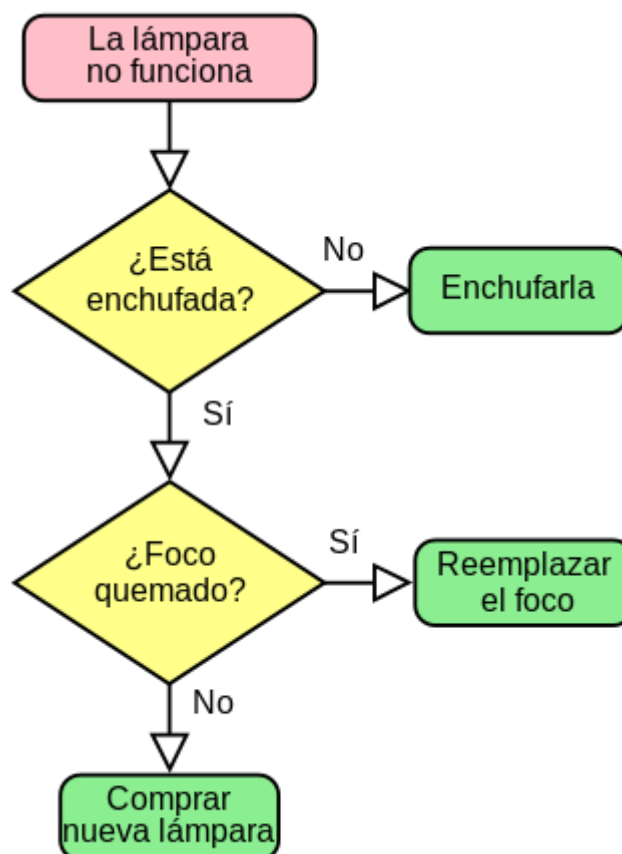 La lámpara
no funciona
¿Está
enchufada?
No
Enchufarla
Sí
¿Foco
quemado?
Sí
Reemplazar
el foco
No
Comprar
nueva lámpara